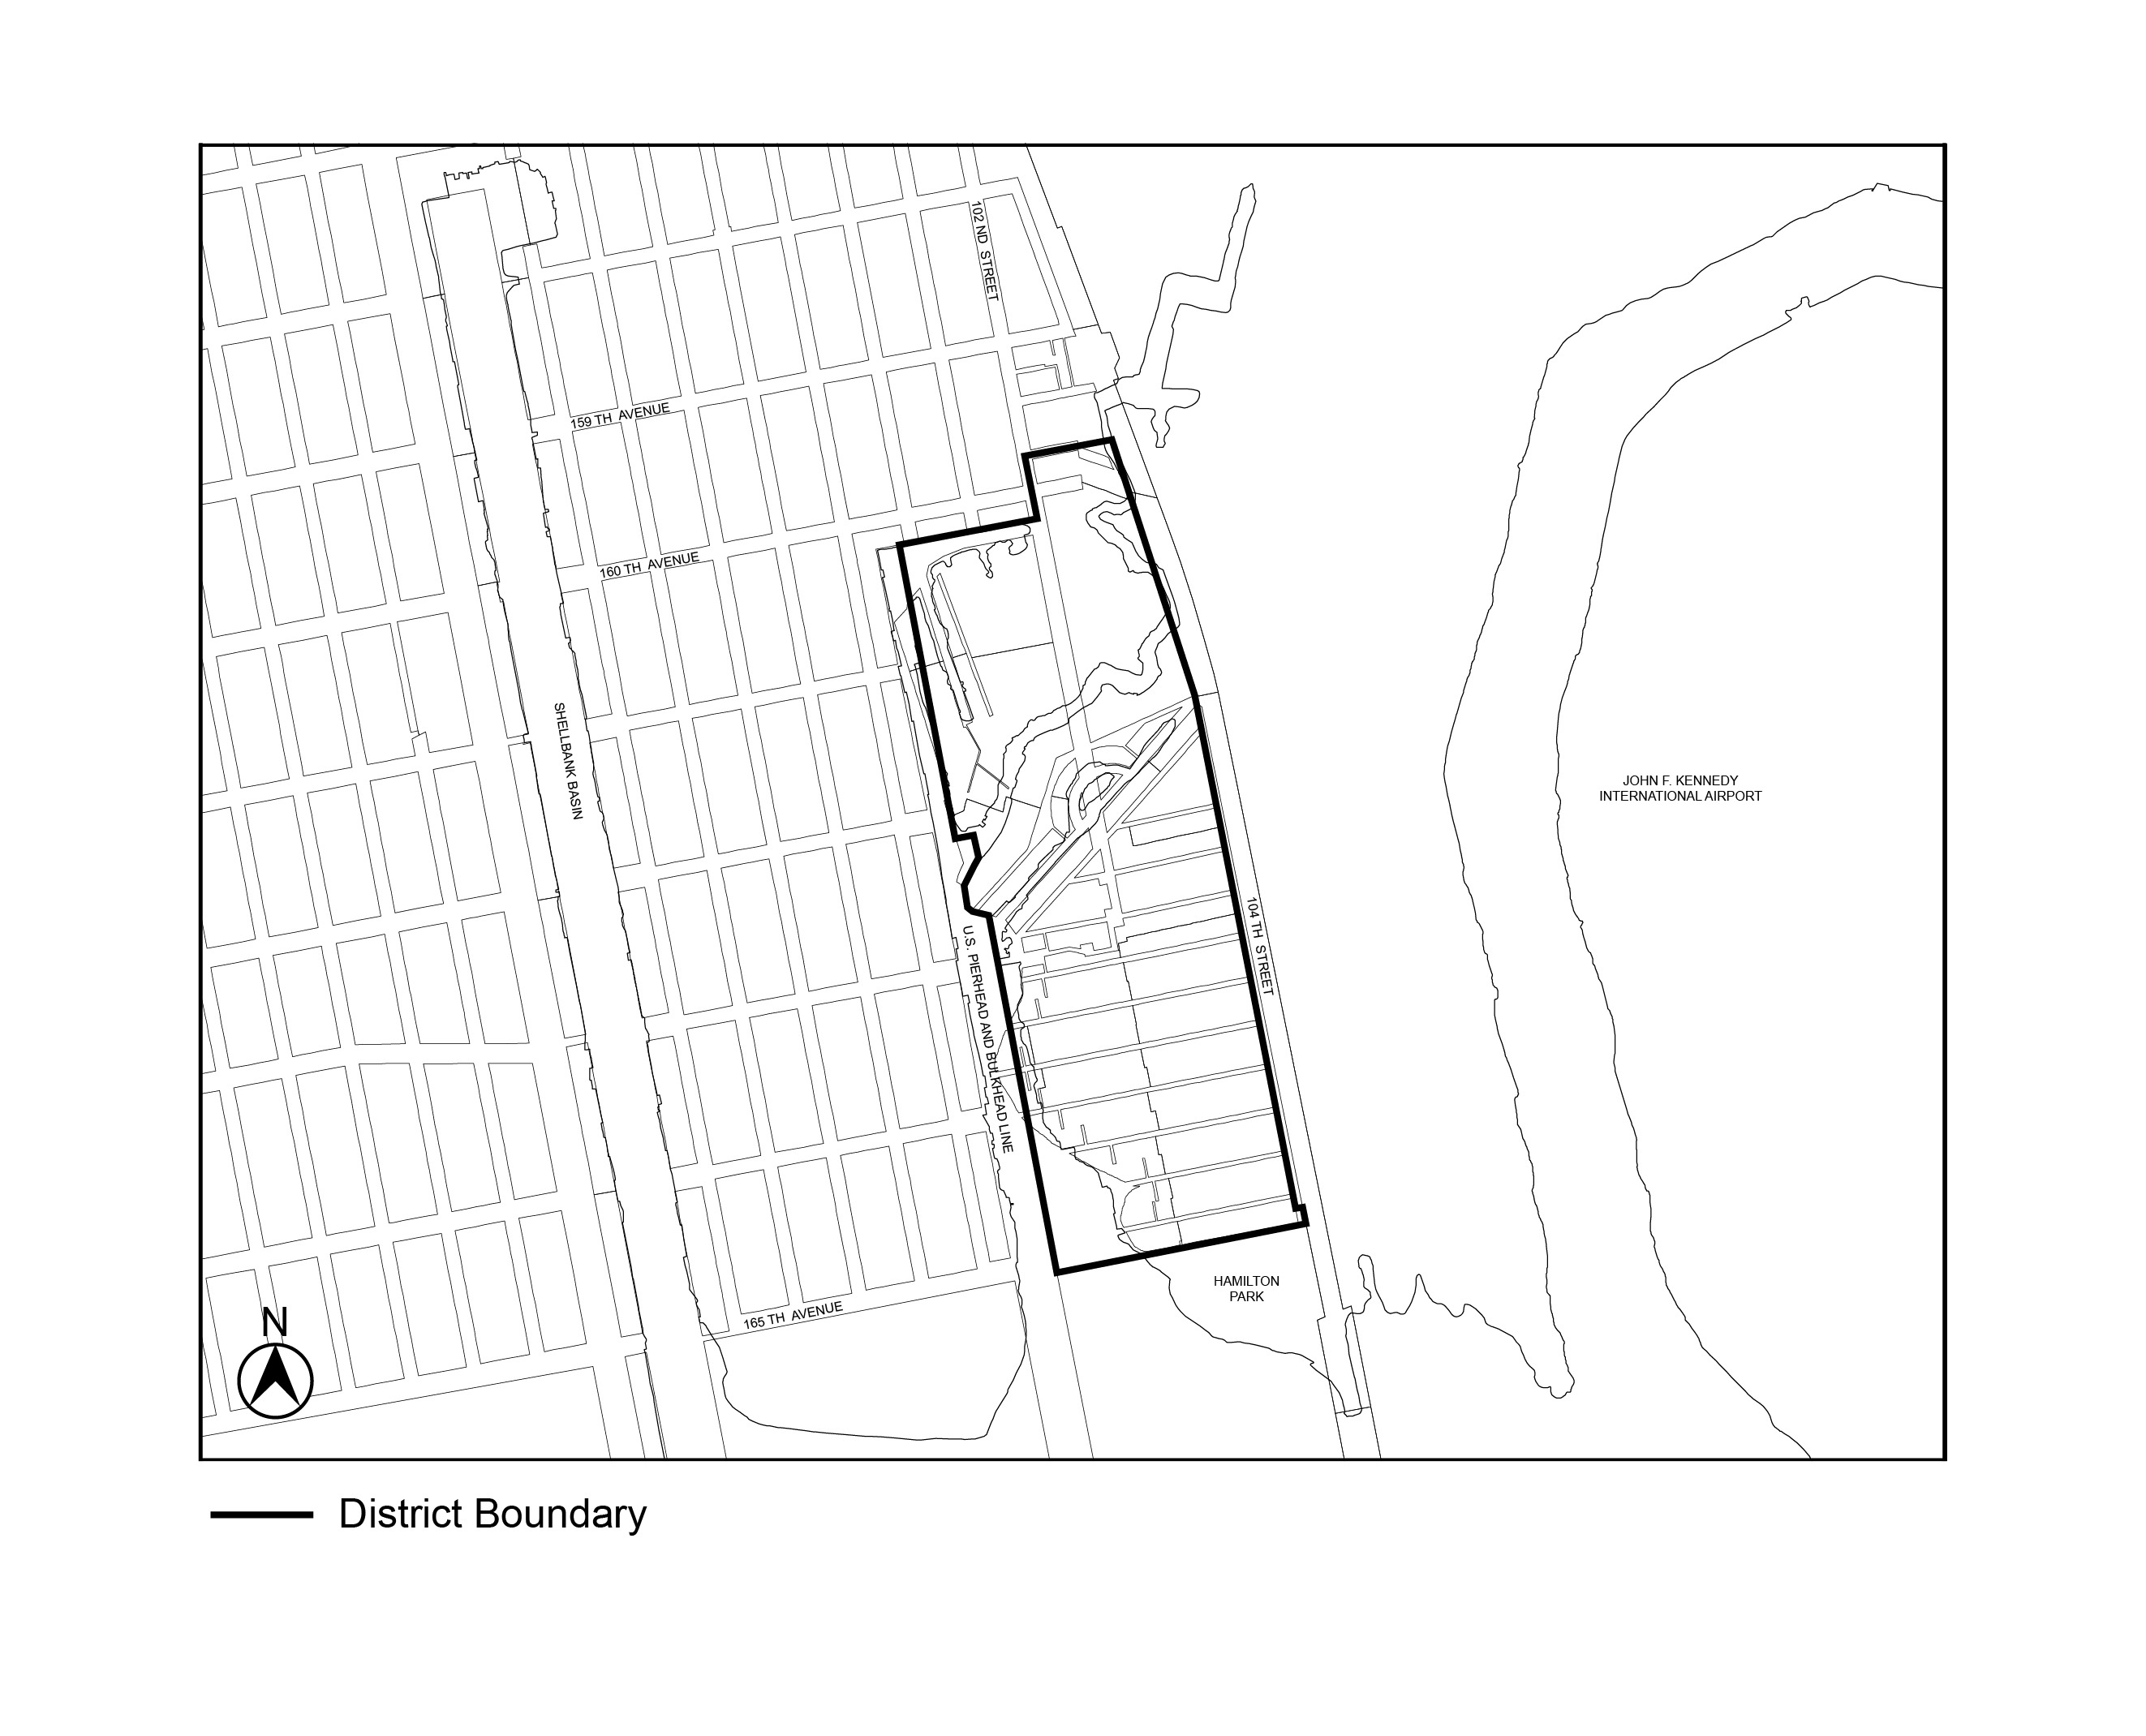 102 ND STREET
159 TH AVENUE
160 TH AVENUE
SHELLBANK BASIN
JOHN F. KENNEDY
INTERNATIONAL AIRPORT
104 TH STREET
U.S. PIERHEAD AND BULKHEAD LINE
HAMILTON
PARK
165 TH AVENUE
N
District Boundary